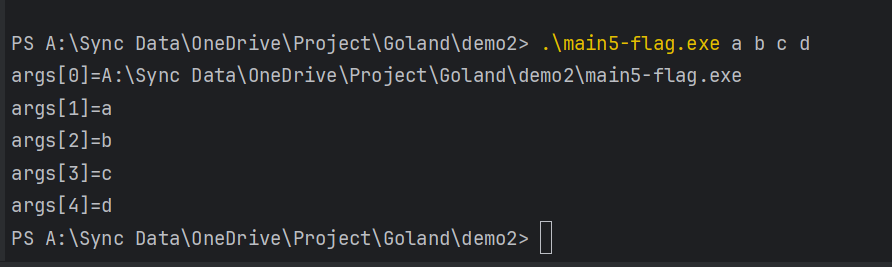 PS A:\Sync Data\OneDrive\Project\Goland\demo2> .\main5-flag.exe a b c d
args[0]=A:\Sync Data\OneDrive\Project\Goland\demo2\main5-flag.exe
args[1]=a
args[2]=b
args[3]=c
args[4]=d
PS A:\Sync Data\OneDrive\Project\Goland\demo2>